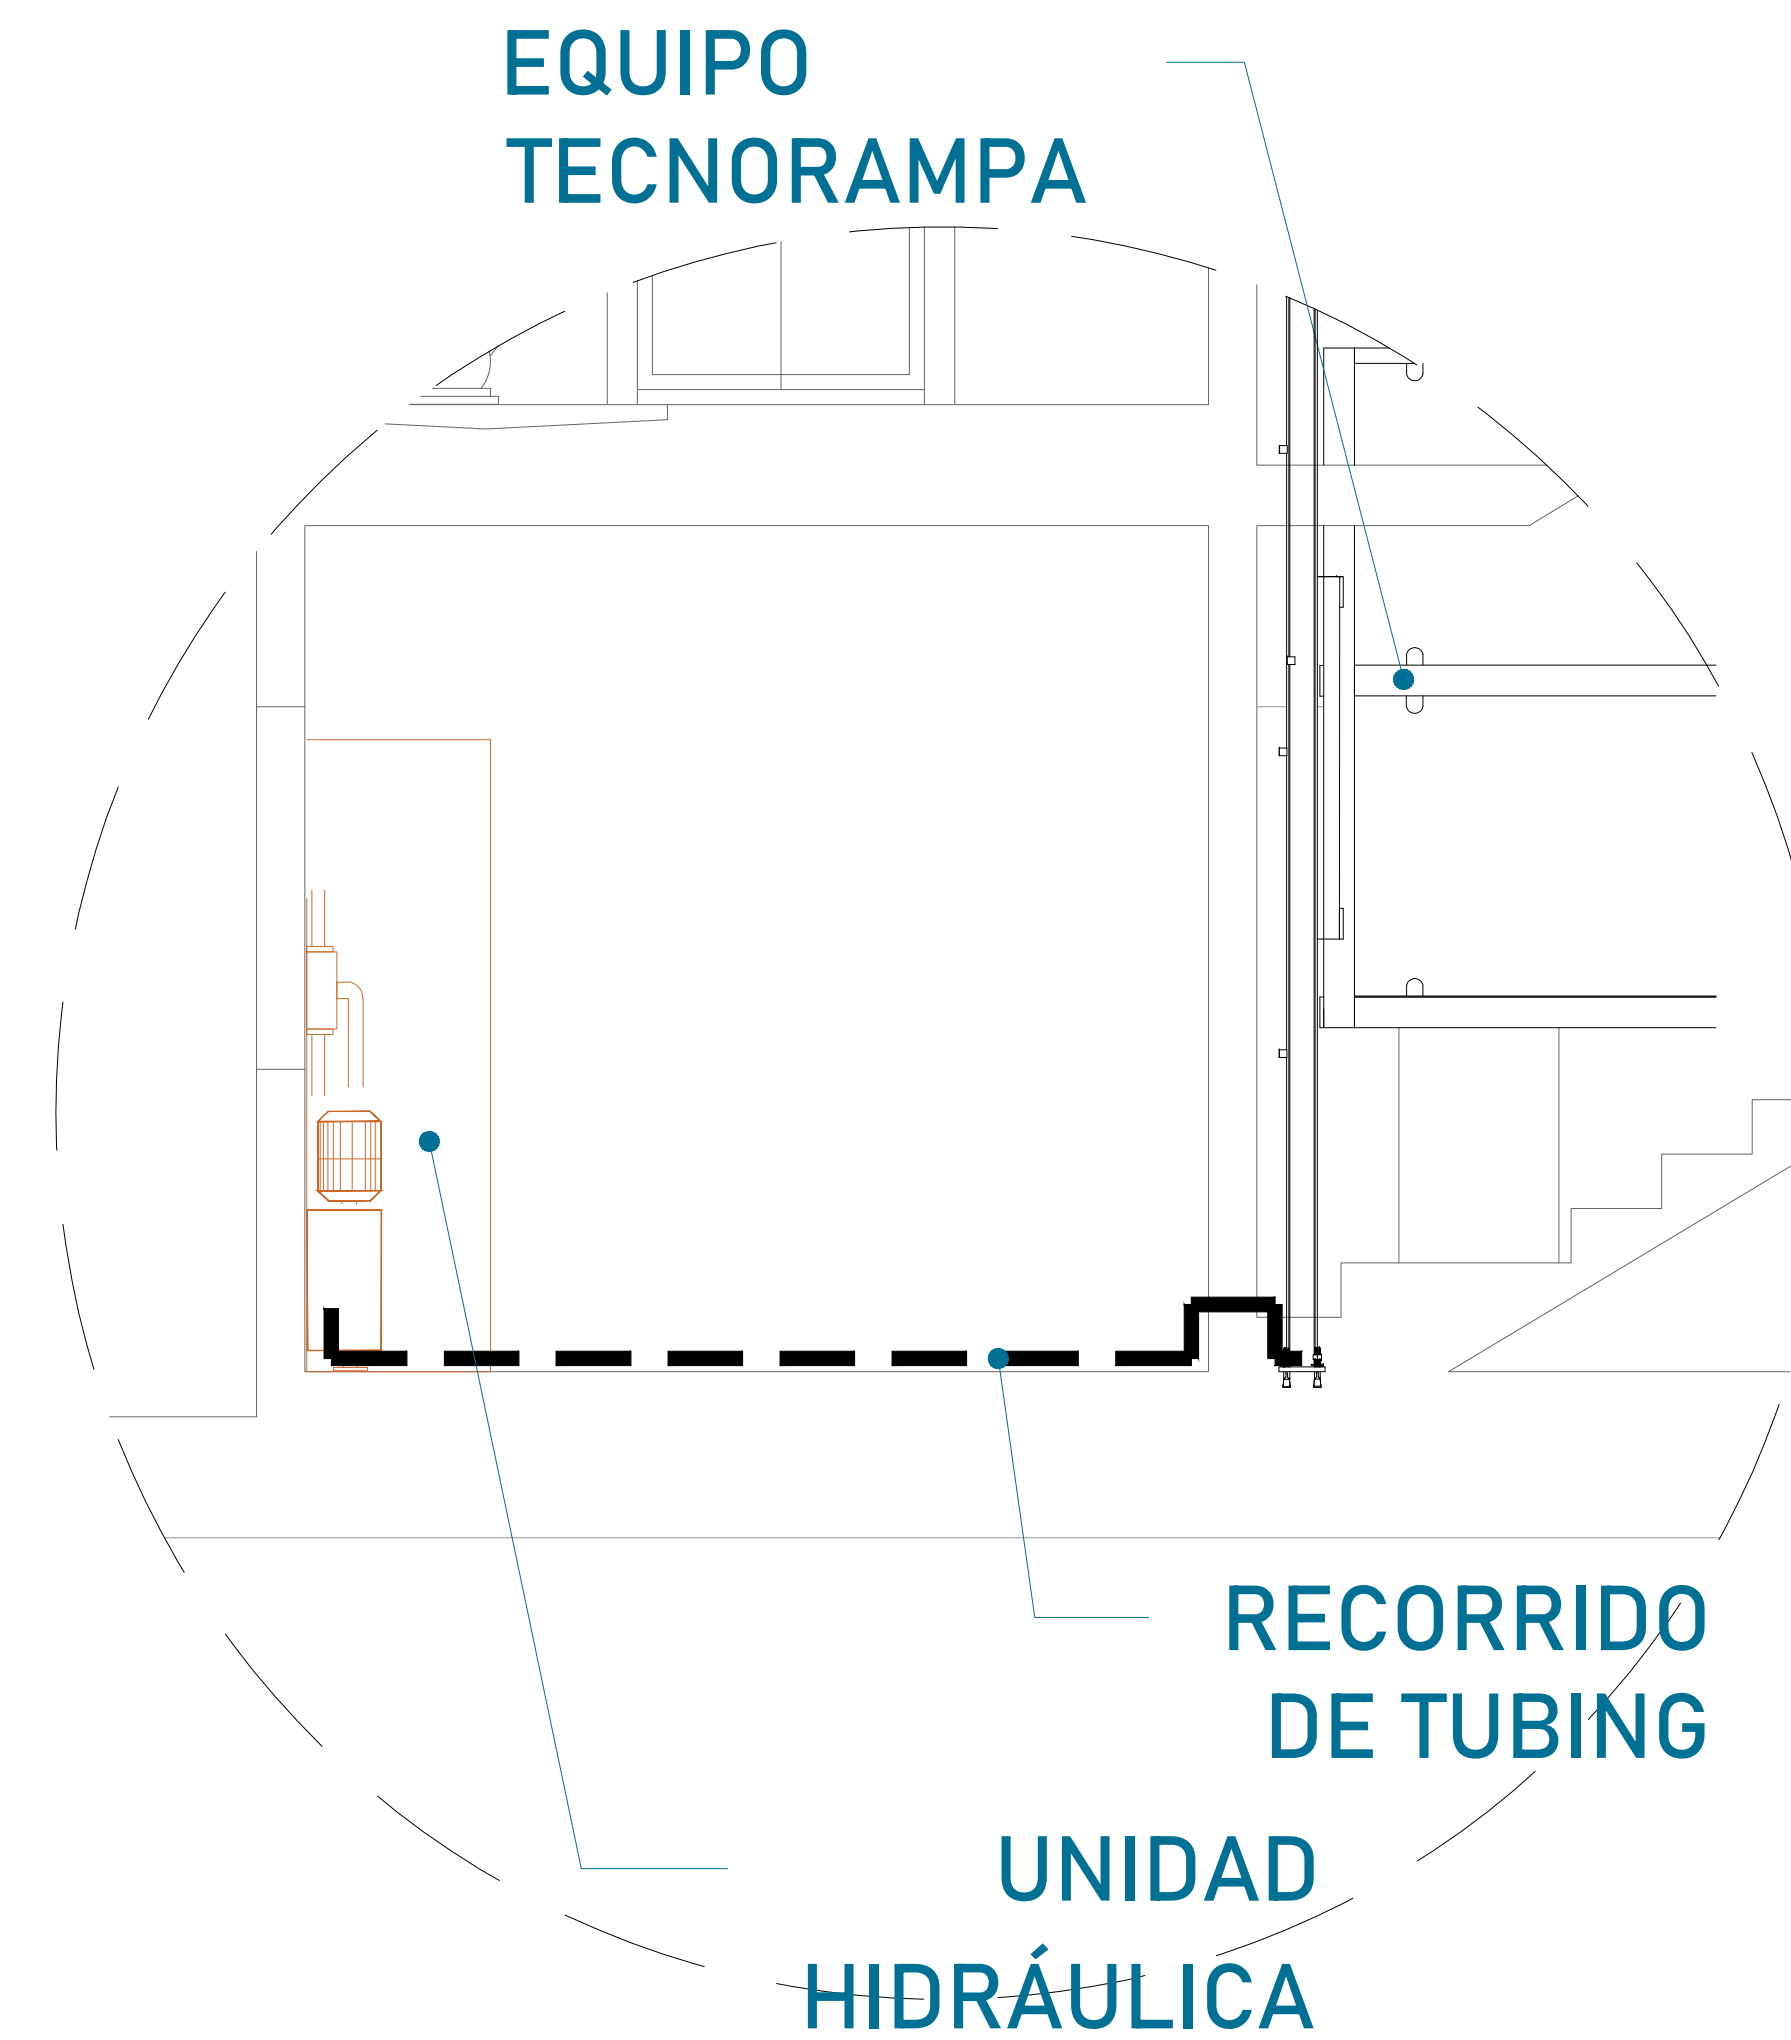 EQUIPO
TECNORAMPA
RECORRIDO
DE TUBING
UNIDAD
HIDRÁULICA